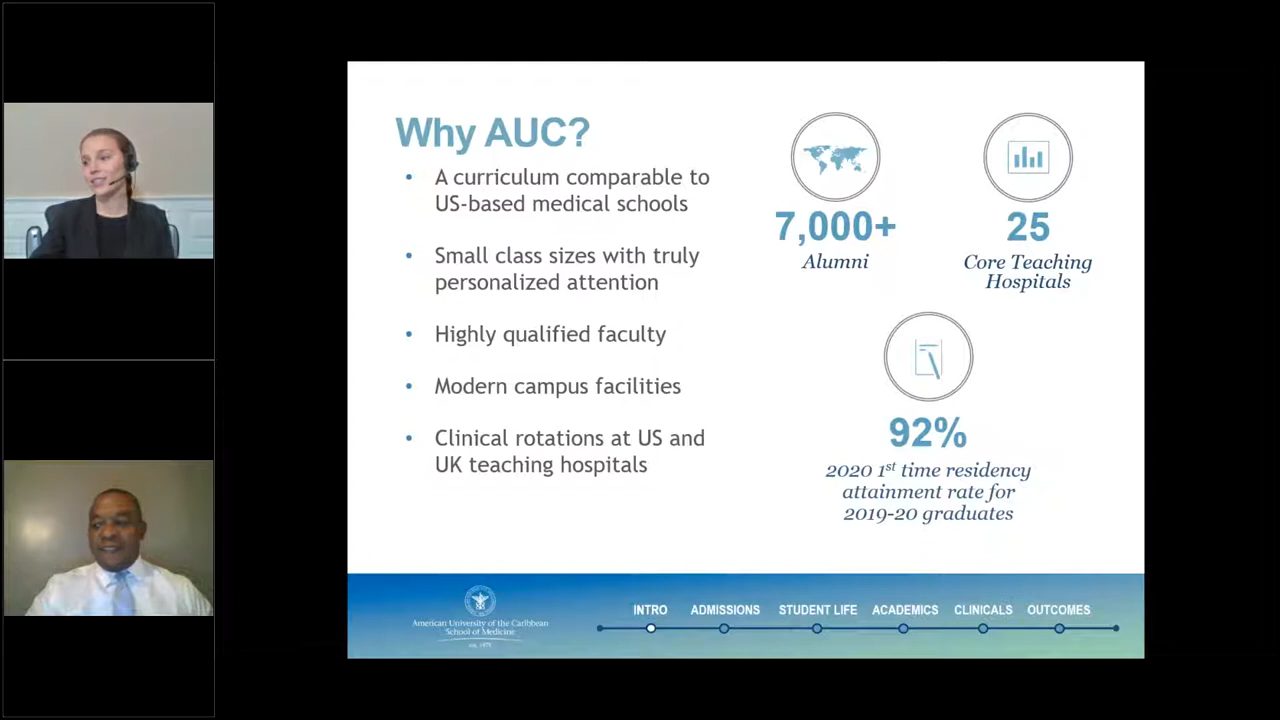 Why AUC?
• A curriculum comparable to
US-based medical schools
• Small class sizes with truly
personalized attention
• Highly qualified faculty
• Modern campus facilities
• Clinical rotations at US and
UK teaching hospitals
7,000+
Alumni
25
Core Teaching
Hospitals
92%
2020 1st time residency
attainment rate for
2019-20 graduates
American University of the Caribbean
School of Medicine
INTRO ADMISSIONS STUDENT LIFE ACADEMICS CLINICALS OUTCOMES